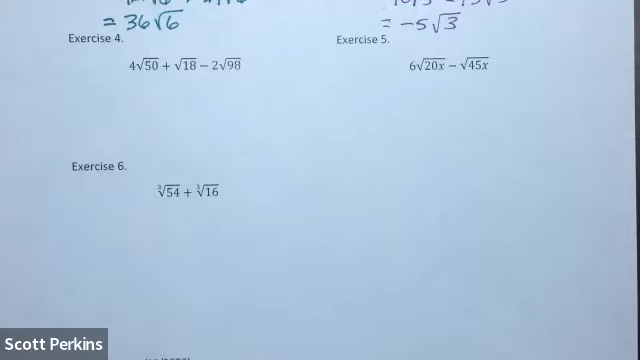 = 36√6
= -5√3
Exercise 4.
Exercise 5.
4√50 + √18 − 2√98
6√20x − √45x
Exercise 6.
∛54 + ∛16
Scott Perkins